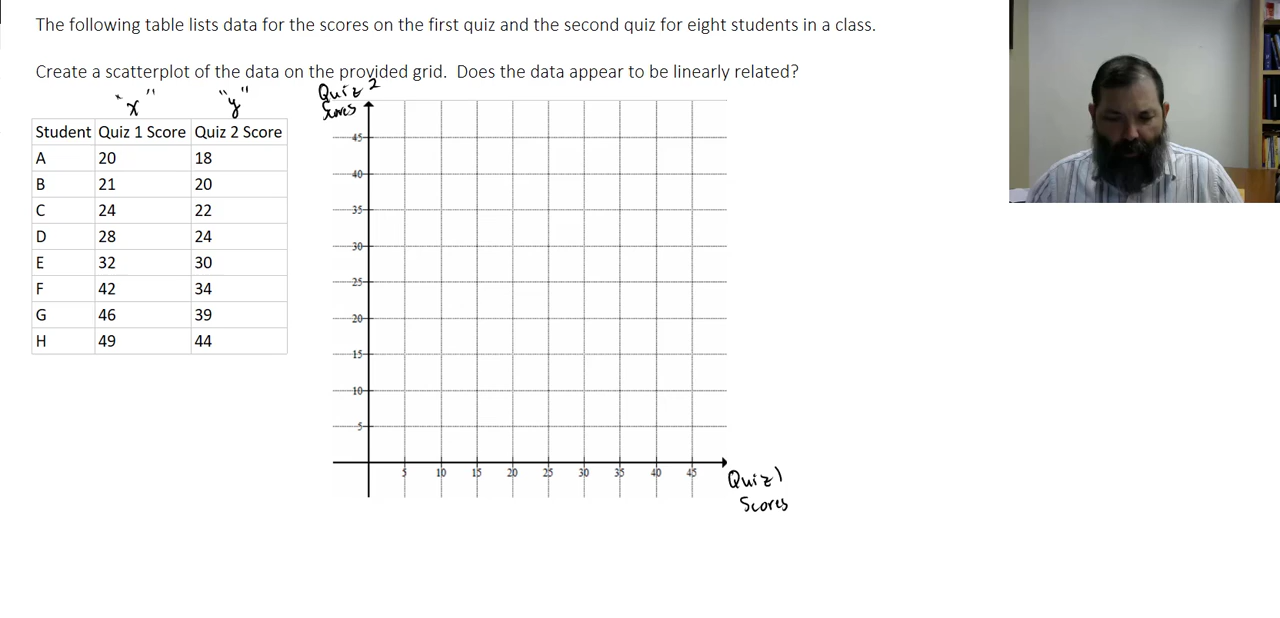 The following table lists data for the scores on the first quiz and the second quiz for eight students in a class.
Create a scatterplot of the data on the provided grid. Does the data appear to be linearly related?
"x" "y"
Student Quiz 1 Score Quiz 2 Score
A 20 18
B 21 20
C 24 22
D 28 24
E 32 30
F 42 34
G 46 39
H 49 44
Quiz 2
Scores
45
40
35
30
25
20
15
10
5
5 10 15 20 25 30 35 40 45
Quiz 1
Scores